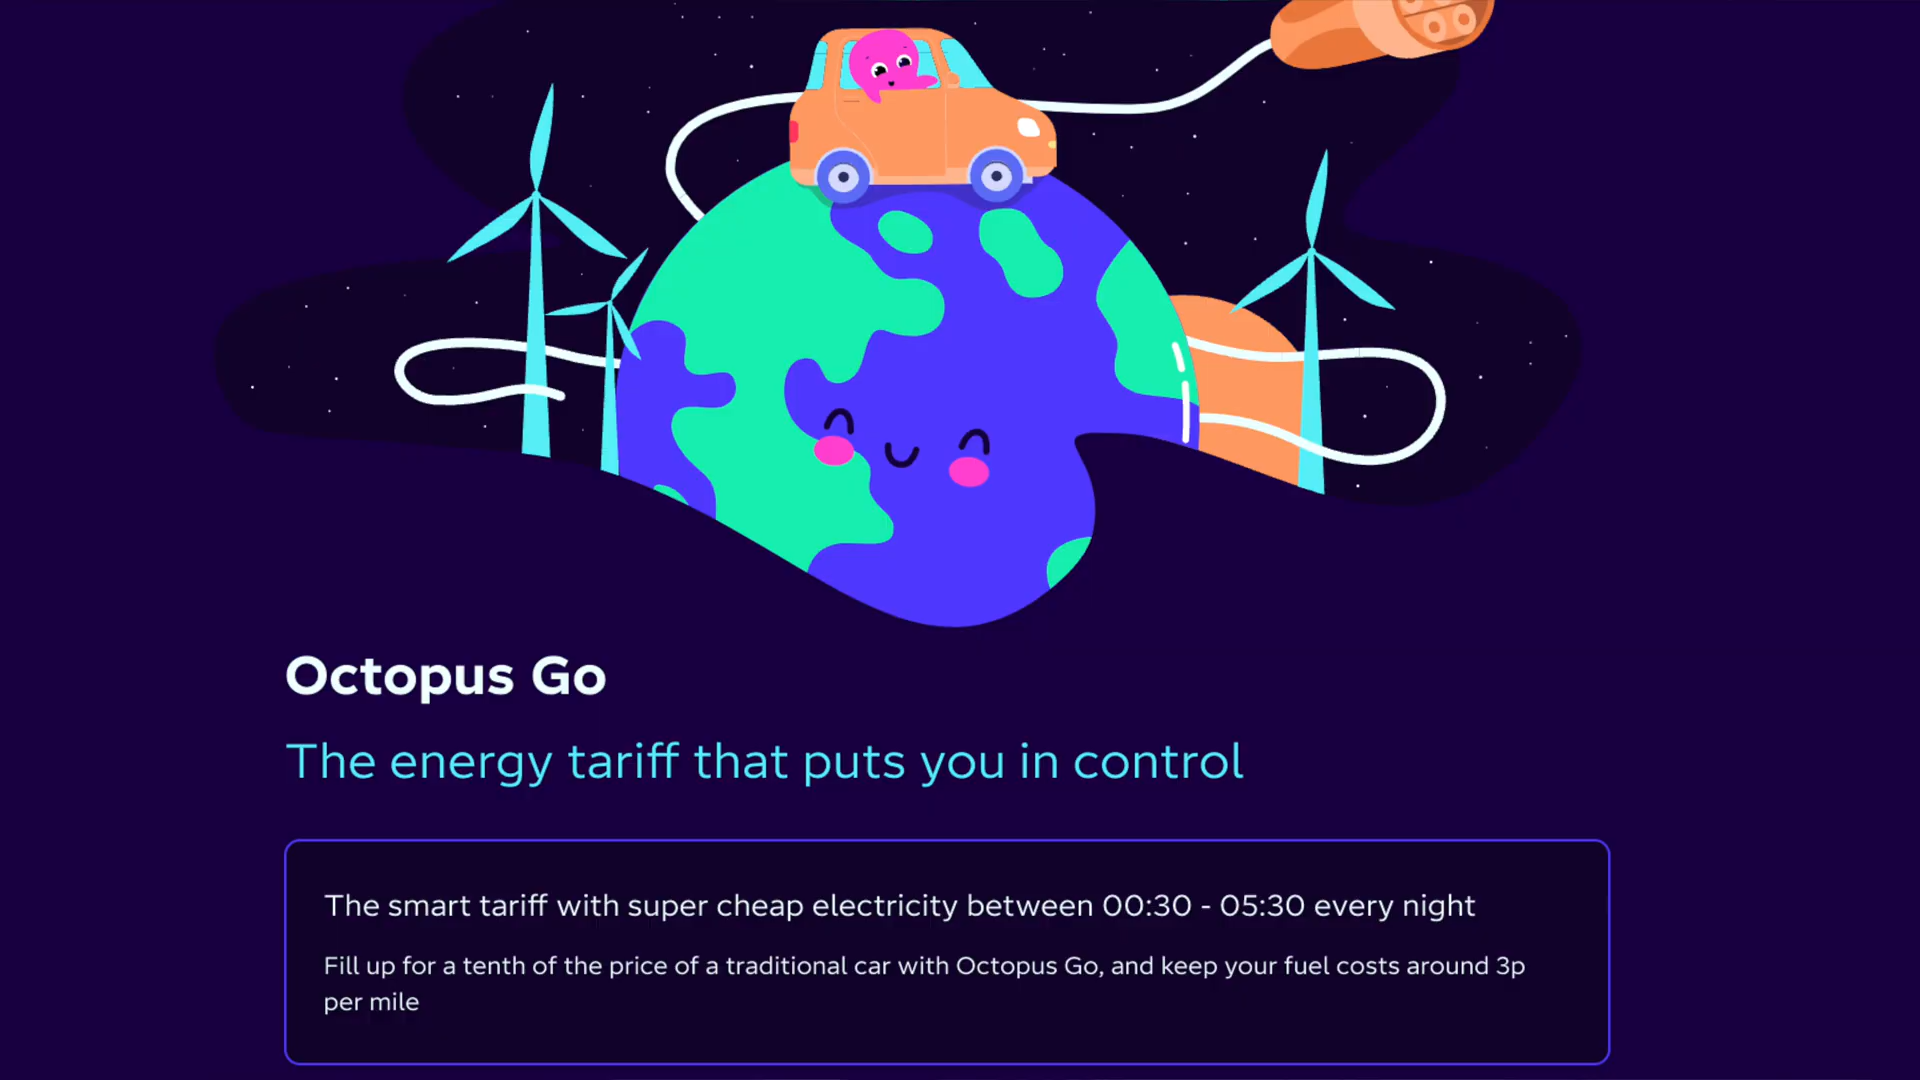 Octopus Go
The energy tariff that puts you in control
The smart tariff with super cheap electricity between 00:30 - 05:30 every night
Fill up for a tenth of the price of a traditional car with Octopus Go, and keep your fuel costs around 3p
per mile